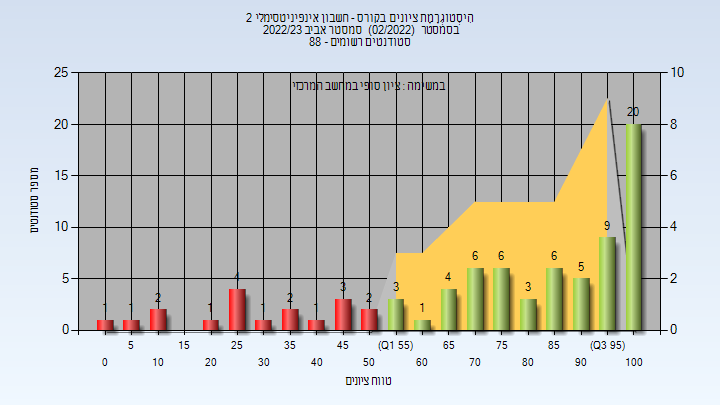 היסטוגרמת ציונים בקורס - חשבון אינפיניטסימלי 2
בסמסטר (02/2022) סמסטר אביב 2022/23
סטודנטים רשומים - 88
במשימה : ציון סופי במחשב המרכזי
מספר סטודנטים
25
20
15
10
5
0
10
8
6
4
2
0
1 1 2 1 4 1 2 1 3 2 3 1 4 6 6 3 6 5 9 20
5 15 25 35 45 (Q1 55) 65 75 85 (Q3 95)
0 10 20 30 40 50 60 70 80 90 100
טווח ציונים